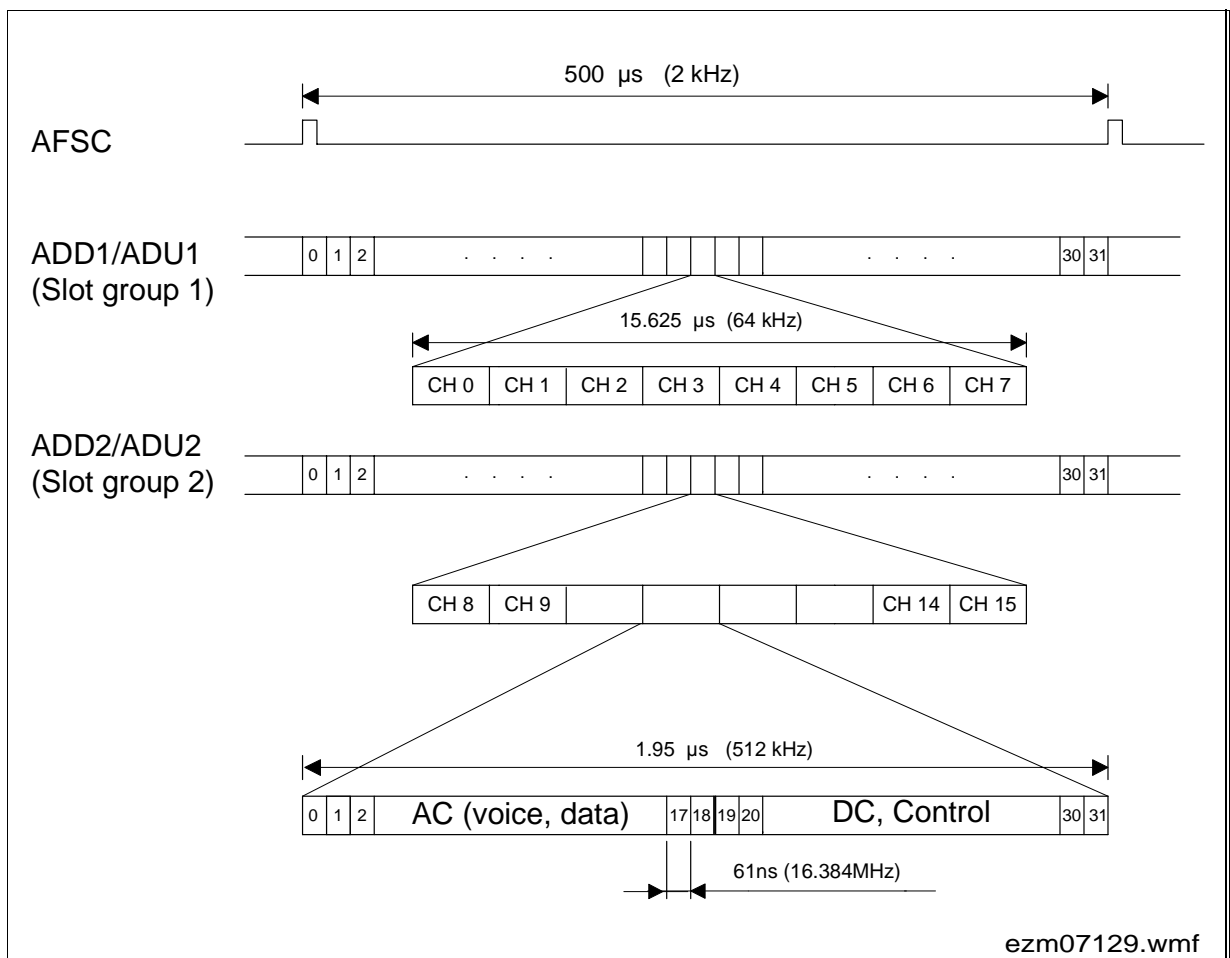 500 µs (2 kHz)
AFSC
ADD1/ADU1
(Slot group 1)
0 1 2 . . . . . . . . 30 31
15.625 µs (64 kHz)
CH 0 CH 1 CH 2 CH 3 CH 4 CH 5 CH 6 CH 7
ADD2/ADU2
(Slot group 2)
0 1 2 . . . . . . . . 30 31
CH 8 CH 9 CH 14 CH 15
1.95 µs (512 kHz)
0 1 2 AC (voice, data) 17 18 19 20 DC, Control 30 31
61ns (16.384MHz)
ezm07129.wmf